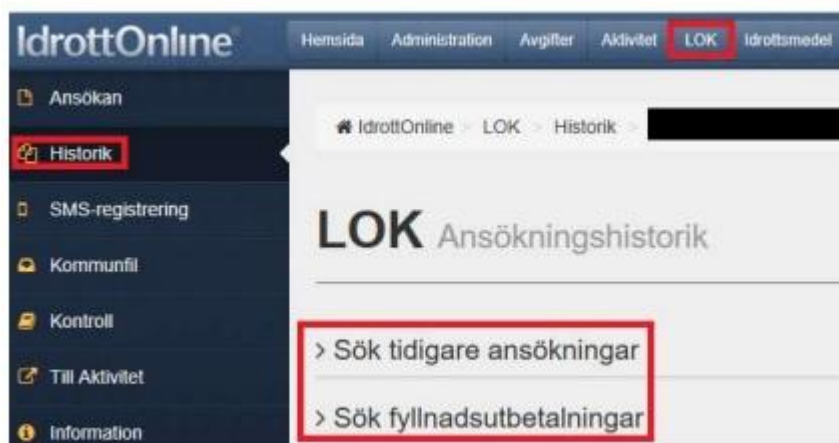 IdrottOnline
Hemsida Administration Avgifter Aktivitet LOK Idrottsmedel
Ansökan
Historik
SMS-registrering
Kommunfil
Kontroll
Till Aktivitet
Information
IdrottOnline > LOK > Historik >
LOK Ansökningshistorik
> Sök tidigare ansökningar
> Sök fyllnadsutbetalningar